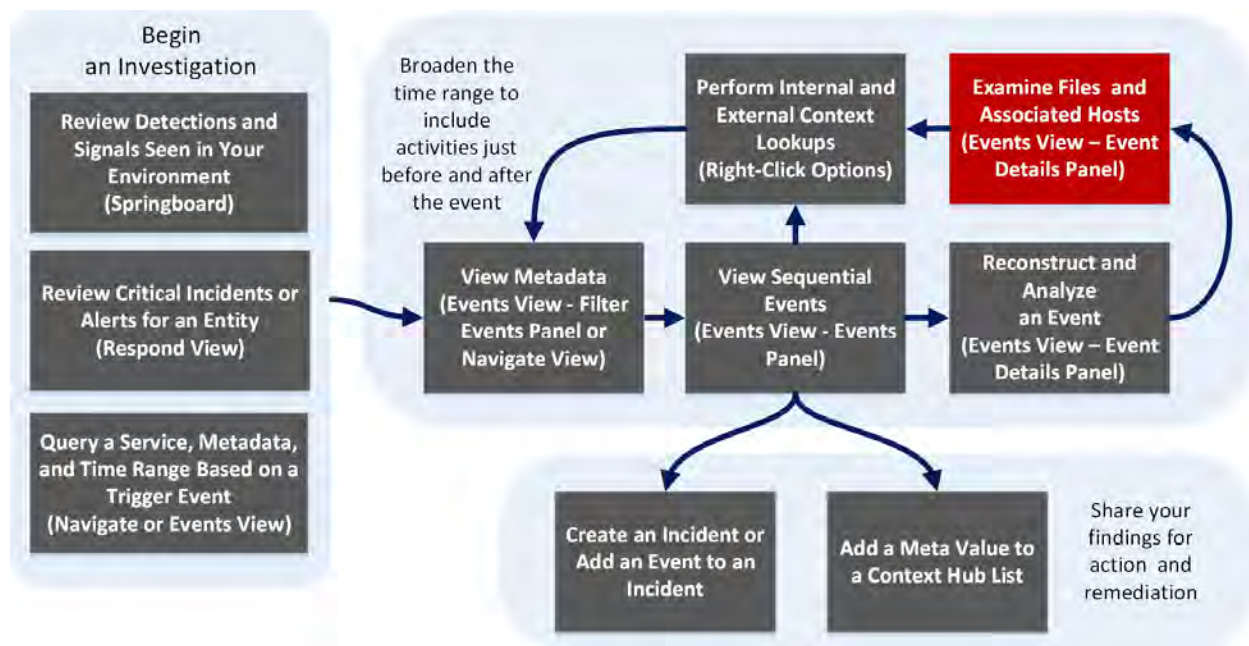 Begin
an Investigation
Review Detections and
Signals Seen in Your
Environment
(Springboard)
Review Critical Incidents or
Alerts for an Entity
(Respond View)
Query a Service, Metadata,
and Time Range Based on a
Trigger Event
(Navigate or Events View)
Broaden the
time range to
include
activities just
before and after
the event
Perform Internal and
External Context
Lookups
(Right-Click Options)
Examine Files and
Associated Hosts
(Events View – Event
Details Panel)
View Metadata
(Events View - Filter
Events Panel or
Navigate View)
View Sequential
Events
(Events View - Events
Panel)
Reconstruct and
Analyze
an Event
(Events View – Event
Details Panel)
Create an Incident or
Add an Event to an
Incident
Add a Meta Value to
a Context Hub List
Share your
findings for
action and
remediation